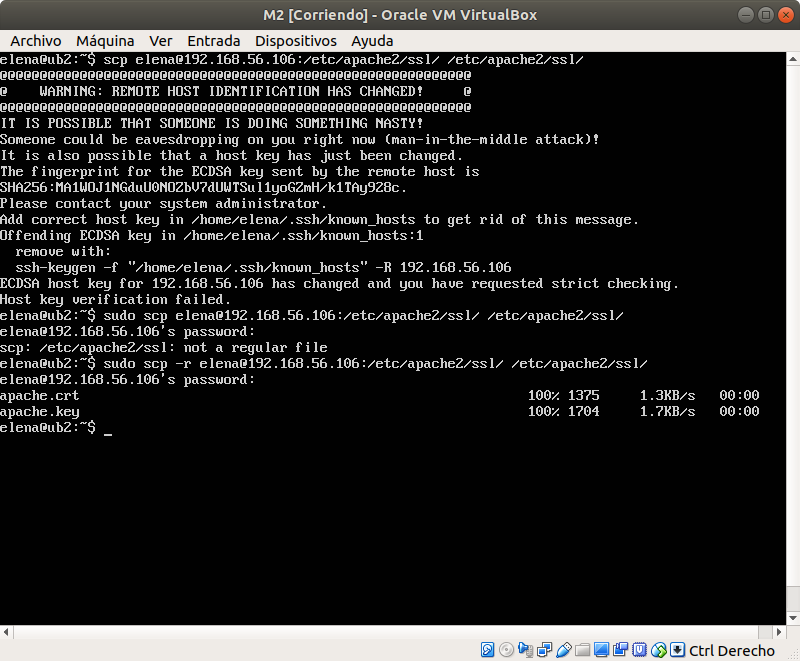 M2 [Corriendo] - Oracle VM VirtualBox
Archivo Máquina Ver Entrada Dispositivos Ayuda
elena@ub2:~$ scp elena@192.168.56.106:/etc/apache2/ssl/ /etc/apache2/ssl/
@@@@@@@@@@@@@@@@@@@@@@@@@@@@@@@@@@@@@@@@@@@@@@@@@@@@@@@@@@@
@    WARNING: REMOTE HOST IDENTIFICATION HAS CHANGED!     @
@@@@@@@@@@@@@@@@@@@@@@@@@@@@@@@@@@@@@@@@@@@@@@@@@@@@@@@@@@@
IT IS POSSIBLE THAT SOMEONE IS DOING SOMETHING NASTY!
Someone could be eavesdropping on you right now (man-in-the-middle attack)!
It is also possible that a host key has just been changed.
The fingerprint for the ECDSA key sent by the remote host is
SHA256:MA1WOJ1NGduU0NOZbV7dUWTSul1yoGZmH/k1TAy928c.
Please contact your system administrator.
Add correct host key in /home/elena/.ssh/known_hosts to get rid of this message.
Offending ECDSA key in /home/elena/.ssh/known_hosts:1
  remove with:
  ssh-keygen -f "/home/elena/.ssh/known_hosts" -R 192.168.56.106
ECDSA host key for 192.168.56.106 has changed and you have requested strict checking.
Host key verification failed.
elena@ub2:~$ sudo scp elena@192.168.56.106:/etc/apache2/ssl/ /etc/apache2/ssl/
elena@192.168.56.106's password:
scp: /etc/apache2/ssl: not a regular file
elena@ub2:~$ sudo scp -r elena@192.168.56.106:/etc/apache2/ssl/ /etc/apache2/ssl/
elena@192.168.56.106's password:
apache.crt 100% 1375 1.3KB/s 00:00
apache.key 100% 1704 1.7KB/s 00:00
elena@ub2:~$ _
Ctrl Derecho